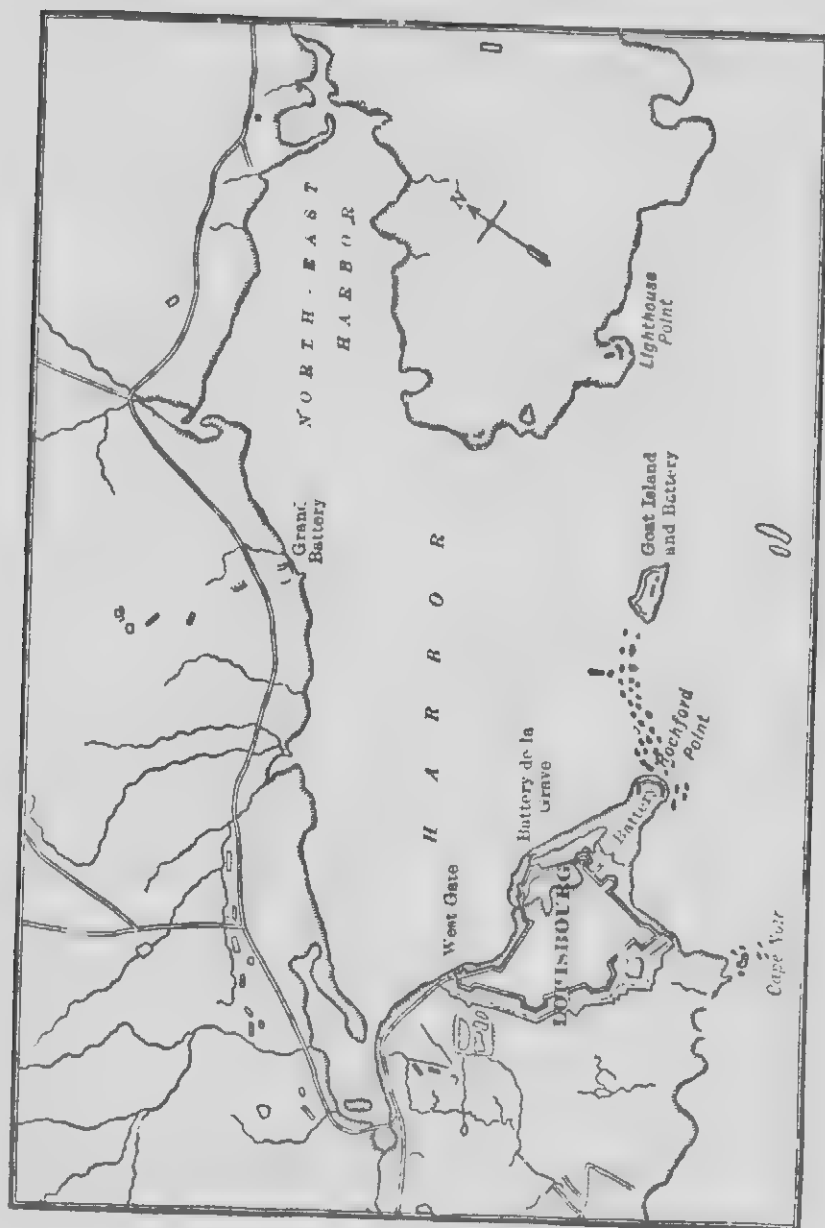 NORTH-EAST
HARBOR
N
Lighthouse
Point
Grand
Battery
HARBOR
Goat Island
and Battery
Rochford
Point
Battery de la
Grave
Battery
West Gate
LOUISBOURG
Cape Noir